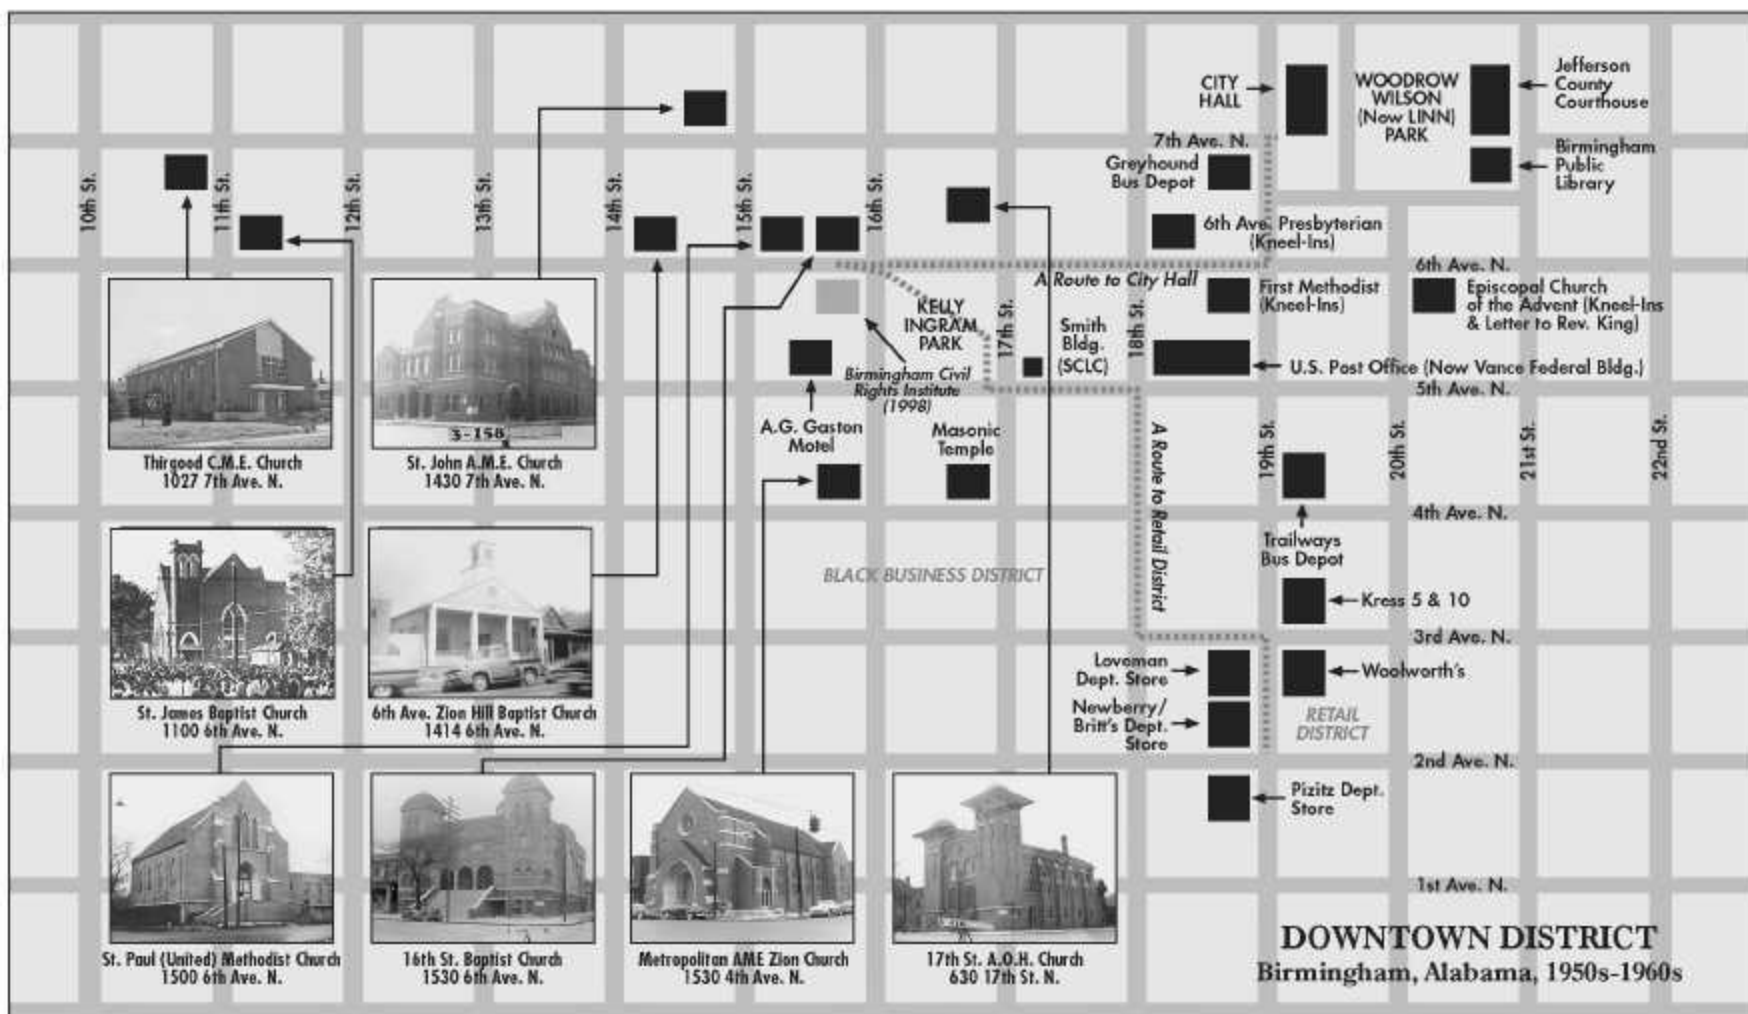 CITY
HALL
WOODROW
WILSON
(Now LINN)
PARK
Jefferson
County
Courthouse
7th Ave. N.
Greyhound
Bus Depot
Birmingham
Public
Library
10th St.
11th St.
12th St.
13th St.
14th St.
15th St.
16th St.
6th Ave. Presbyterian
(Kneel-Ins)
6th Ave. N.
A Route to City Hall
First Methodist
(Kneel-Ins)
Episcopal Church
of the Advent (Kneel-Ins
& Letter to Rev. King)
KELLY
INGRAM
PARK
17th St.
Smith
Bldg.
(SCLC)
18th St.
U.S. Post Office (Now Vance Federal Bldg.)
5th Ave. N.
Birmingham Civil
Rights Institute
(1998)
A.G. Gaston
Motel
Masonic
Temple
A Route to Retail District
19th St.
20th St.
21st St.
22nd St.
3-158
Thirgood C.M.E. Church
1027 7th Ave. N.
St. John A.M.E. Church
1430 7th Ave. N.
4th Ave. N.
Trailways
Bus Depot
BLACK BUSINESS DISTRICT
Kress 5 & 10
3rd Ave. N.
Loveman
Dept. Store
Woolworth's
Newberry/
Britt's Dept.
Store
RETAIL
DISTRICT
St. James Baptist Church
1100 6th Ave. N.
6th Ave. Zion Hill Baptist Church
1414 6th Ave. N.
2nd Ave. N.
Pizitz Dept.
Store
1st Ave. N.
St. Paul (United) Methodist Church
1500 6th Ave. N.
16th St. Baptist Church
1530 6th Ave. N.
Metropolitan AME Zion Church
1530 4th Ave. N.
17th St. A.O.H. Church
630 17th St. N.
DOWNTOWN DISTRICT
Birmingham, Alabama, 1950s-1960s